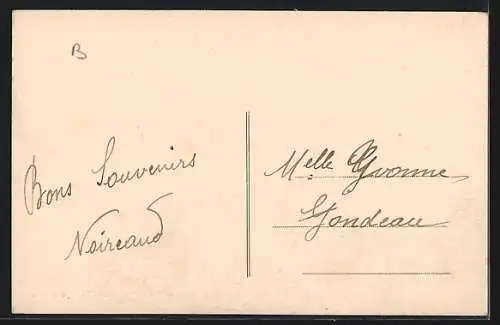 B
Bons Souvenirs
Noireaud
Melle Yvonne
Gondeau